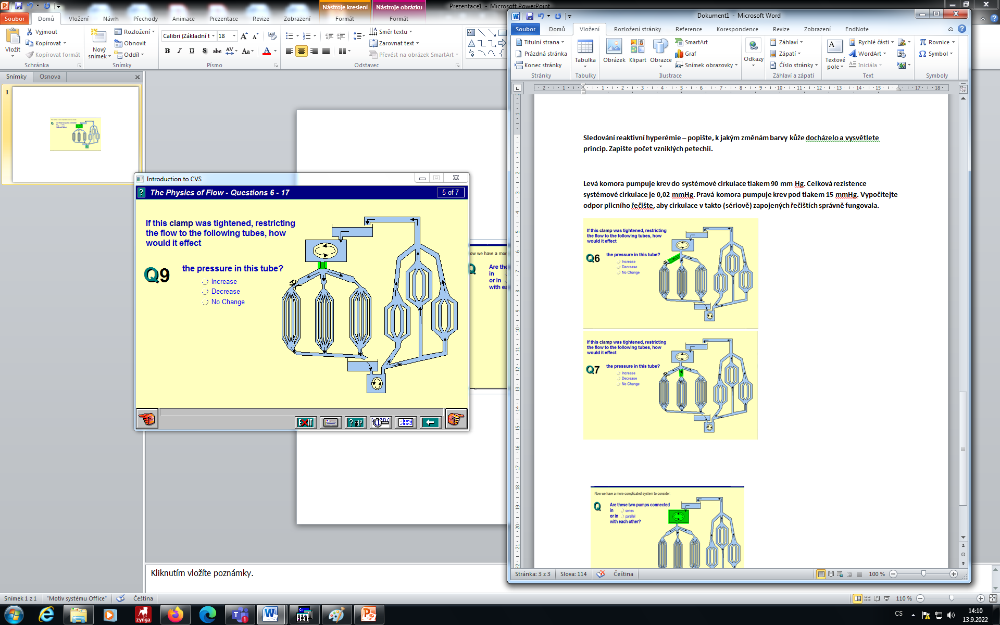 Nástroje kreslení
Nástroje obrázku
Prezentace1 - Microsoft PowerPoint
Soubor
Domů
Vložení
Návrh
Přechody
Animace
Prezentace
Revize
Zobrazení
Formát
Formát
Vložit
Vyjmout
Kopírovat
Kopírovat formát
Schránka
Nový snímek
Rozložení
Obnovit
Oddíl
Snímky
Calibri (Základní t
18
Písmo
Směr textu
Zarovnat text
Převést na obrázek SmartArt
Odstavec
Snímky
Osnova
1
Introduction to CVS
The Physics of Flow - Questions 6 - 17
5 of 7
If this clamp was tightened, restricting
the flow to the following tubes, how
would it effect
Q9
the pressure in this tube?
Increase
Decrease
No Change
EXIT
? HELP
Item 1
Item 2
Q
Are the
in
or in
Kliknutím vložíte poznámky.
Snímek 1 z 1
"Motiv systému Office"
Čeština
110 %
Dokument1 - Microsoft Word
Soubor
Domů
Vložení
Rozložení stránky
Reference
Korespondence
Revize
Zobrazení
EndNote
Titulní strana
Prázdná stránka
Konec stránky
Stránky
Tabulka
Tabulky
Obrázek
Klipart
Obrazce
SmartArt
Graf
Snímek obrazovky
Ilustrace
Odkazy
Záhlaví
Zápatí
Číslo stránky
Záhlaví a zápatí
Textové pole
Rychlé části
WordArt
Iniciála
Text
Rovnice
Symbol
Symboly
Sledování reaktivní hyperémie – popište, k jakým změnám barvy kůže docházelo a vysvětlete
princip. Zapište počet vzniklých petechií.
Levá komora pumpuje krev do systémové cirkulace tlakem 90 mm Hg. Celková rezistence
systémové cirkulace je 0,02 mmHg. Pravá komora pumpuje krev pod tlakem 15 mmHg. Vypočítejte
odpor plicního řečište, aby cirkulace v takto (sériově) zapojených řečištích správně fungovala.
If this clamp was tightened, restricting
the flow to the following tubes, how
would it effect
Q6
the pressure in this tube?
Increase
Decrease
No Change
If this clamp was tightened, restricting
the flow to the following tubes, how
would it effect
Q7
the pressure in this tube?
Increase
Decrease
No Change
Now we have a more complicated system to consider.
Q
Are these two pumps connected
in series
or in parallel
with each other?
Stránka: 3 z 3
Slova: 114
Čeština
100 %
zynga
CS
14:10
13.9.2022